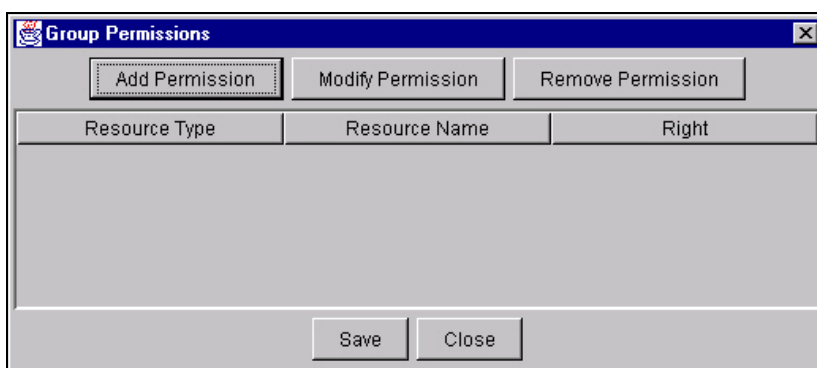 Group Permissions
Add Permission Modify Permission Remove Permission
Resource Type Resource Name Right
Save Close